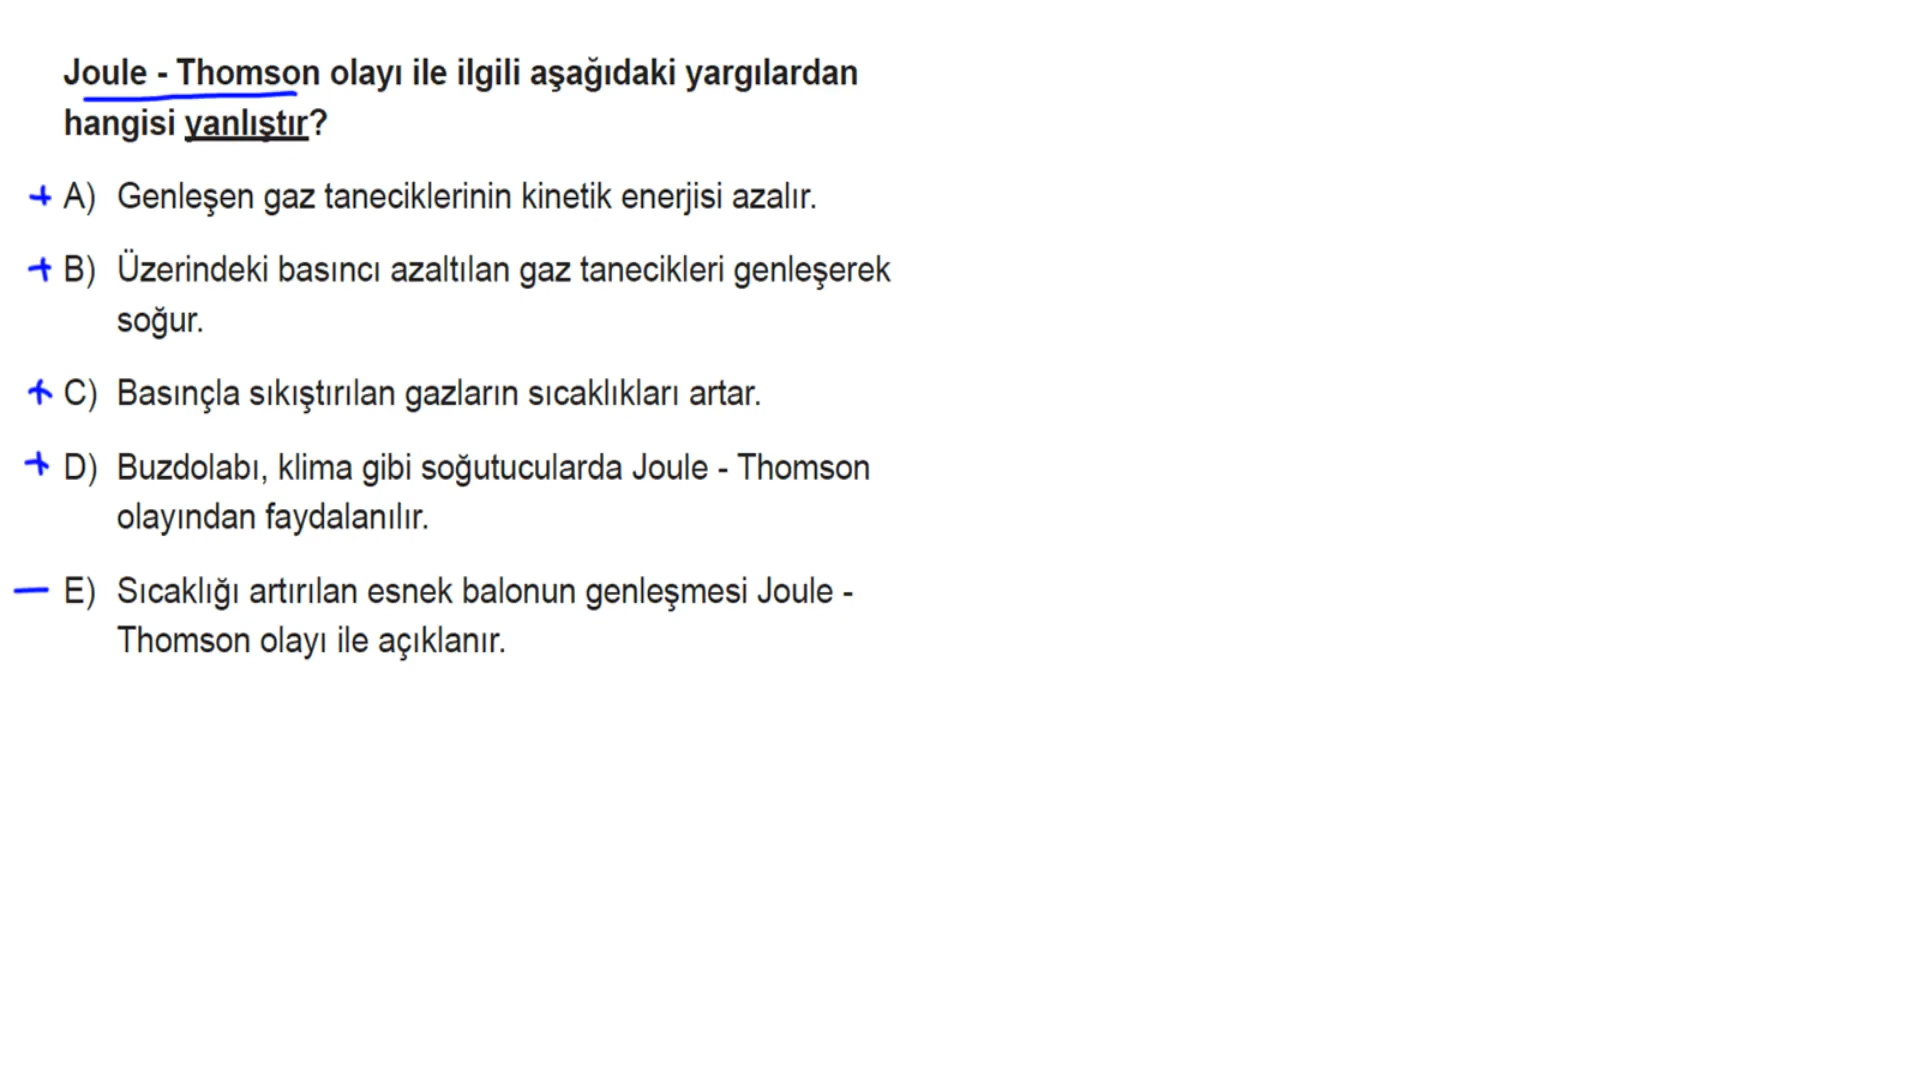 Joule - Thomson olayı ile ilgili aşağıdaki yargılardan
hangisi yanlıştır?
+ A) Genleşen gaz taneciklerinin kinetik enerjisi azalır.
+ B) Üzerindeki basıncı azaltılan gaz tanecikleri genleşerek
soğur.
+ C) Basınçla sıkıştırılan gazların sıcaklıkları artar.
+ D) Buzdolabı, klima gibi soğutucularda Joule - Thomson
olayından faydalanılır.
— E) Sıcaklığı artırılan esnek balonun genleşmesi Joule -
Thomson olayı ile açıklanır.